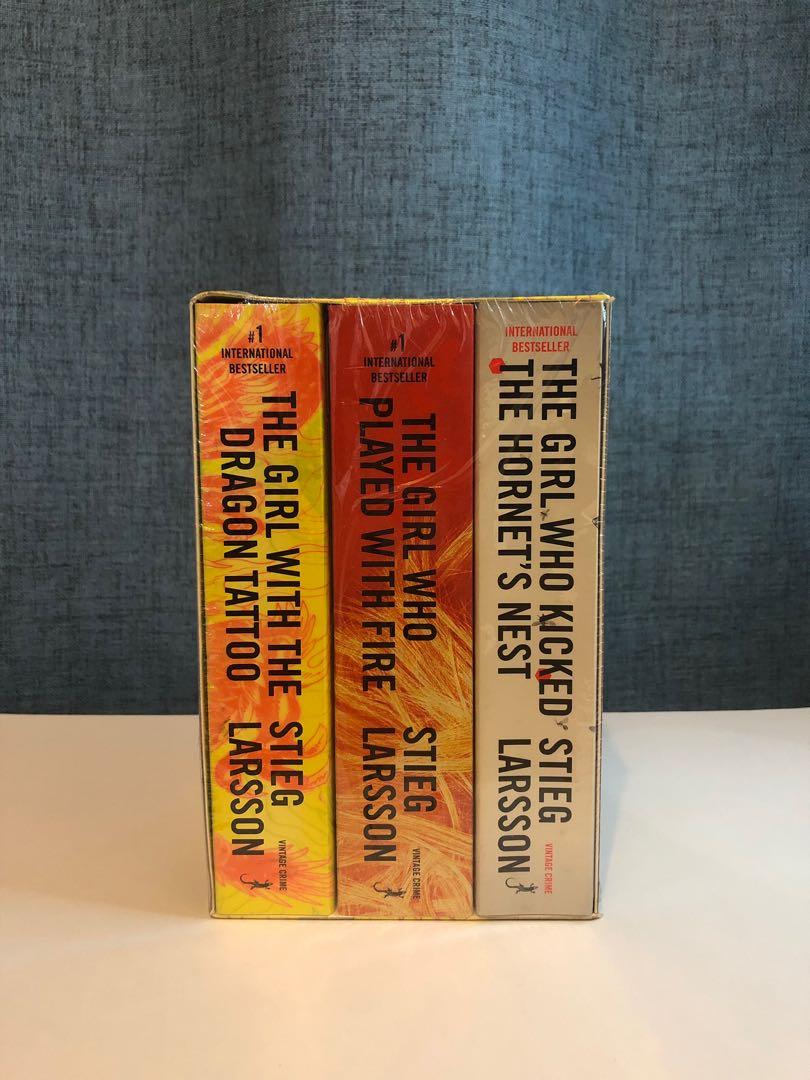 #1
INTERNATIONAL
BESTSELLER
THE GIRL WITH THE
DRAGON TATTOO
STIEG
LARSSON
VINTAGE CRIME
#1
INTERNATIONAL
BESTSELLER
THE GIRL WHO
PLAYED WITH FIRE
STIEG
LARSSON
VINTAGE CRIME
INTERNATIONAL
BESTSELLER
THE GIRL WHO KICKED
THE HORNET'S NEST
STIEG
LARSSON
VINTAGE CRIME